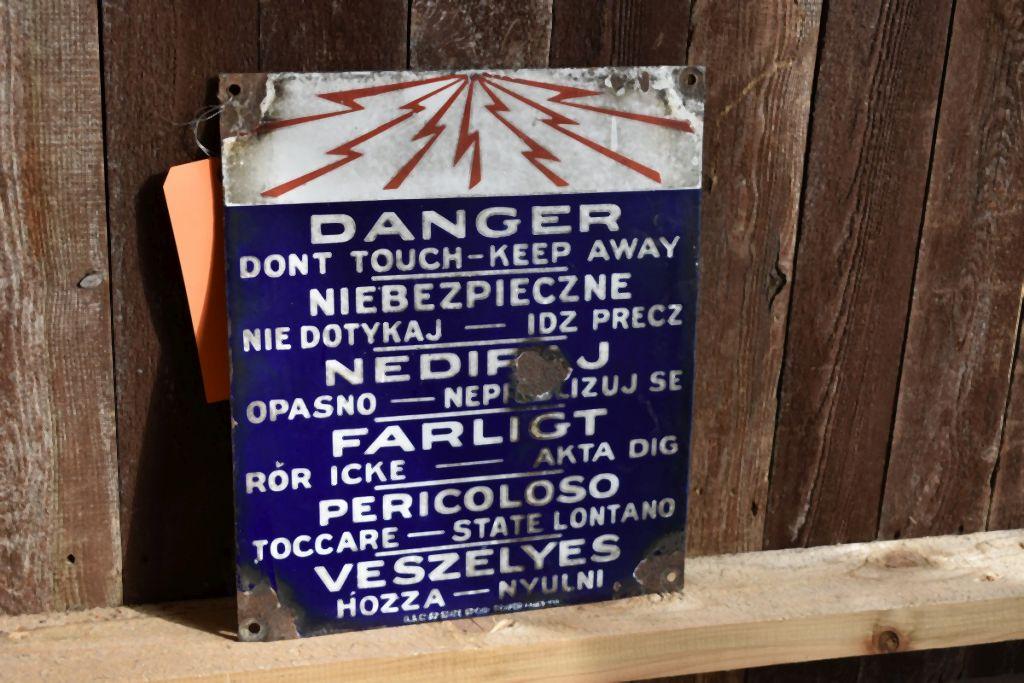 DANGER
DONT TOUCH - KEEP AWAY
NIEBEZPIECZNE
NIE DOTYKAJ — IDZ PRECZ
OPASNO — SE
FARLIGT
RÖR ICKE — AKTA DIG
PERICOLOSO
TOCCARE — STATE LONTANO
VESZELYES
HOZZA — NYULNI